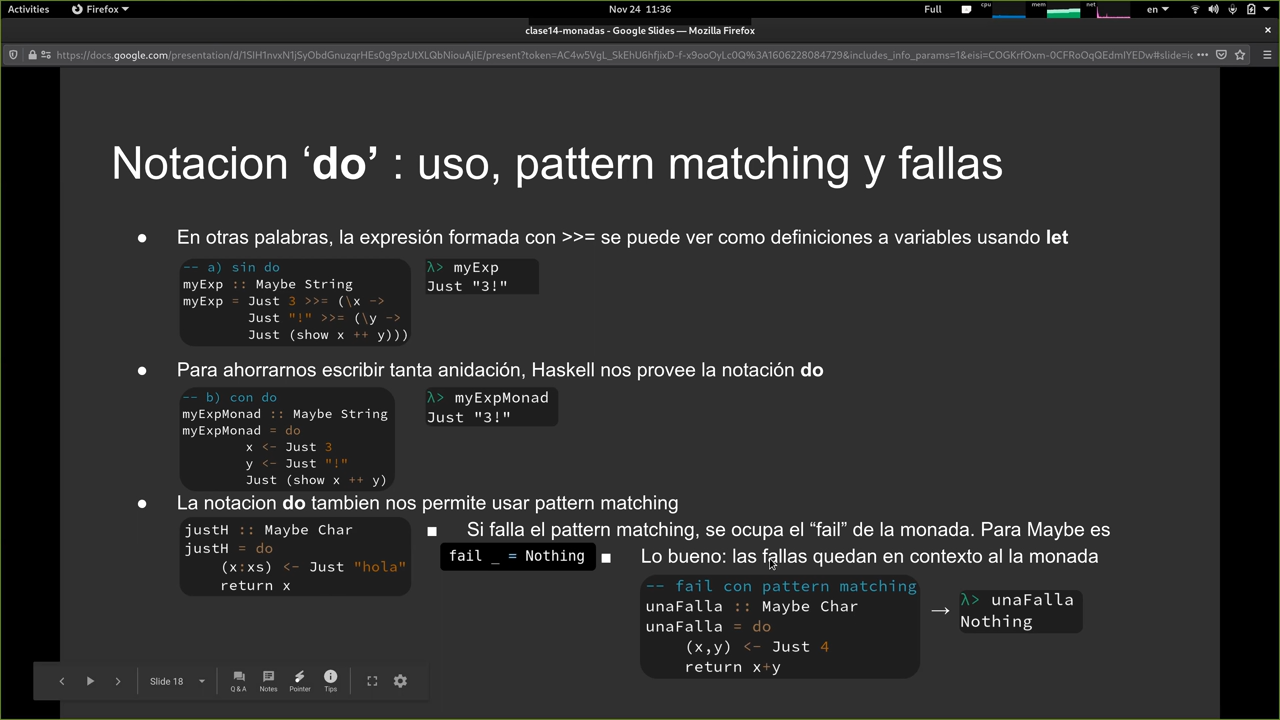 Activities
Firefox
Nov 24 11:36
Full
cpu
mem
net
en
clase14-monadas - Google Slides — Mozilla Firefox
Notacion ‘do’ : uso, pattern matching y fallas
● En otras palabras, la expresión formada con >>= se puede ver como definiciones a variables usando let
-- a) sin do
myExp :: Maybe String
myExp = Just 3 >>= (\x ->
Just "!" >>= (\y ->
Just (show x ++ y)))
λ> myExp
Just "3!"
● Para ahorrarnos escribir tanta anidación, Haskell nos provee la notación do
-- b) con do
myExpMonad :: Maybe String
myExpMonad = do
x <- Just 3
y <- Just "!"
Just (show x ++ y)
λ> myExpMonad
Just "3!"
● La notacion do tambien nos permite usar pattern matching
justH :: Maybe Char
justH = do
(x:xs) <- Just "hola"
return x
■ Si falla el pattern matching, se ocupa el “fail” de la monada. Para Maybe es
fail _ = Nothing
■ Lo bueno: las fallas quedan en contexto al la monada
-- fail con pattern matching
unaFalla :: Maybe Char
unaFalla = do
(x,y) <- Just 4
return x+y
→
λ> unaFalla
Nothing
Slide 18
Q & A
Notes
Pointer
Tips